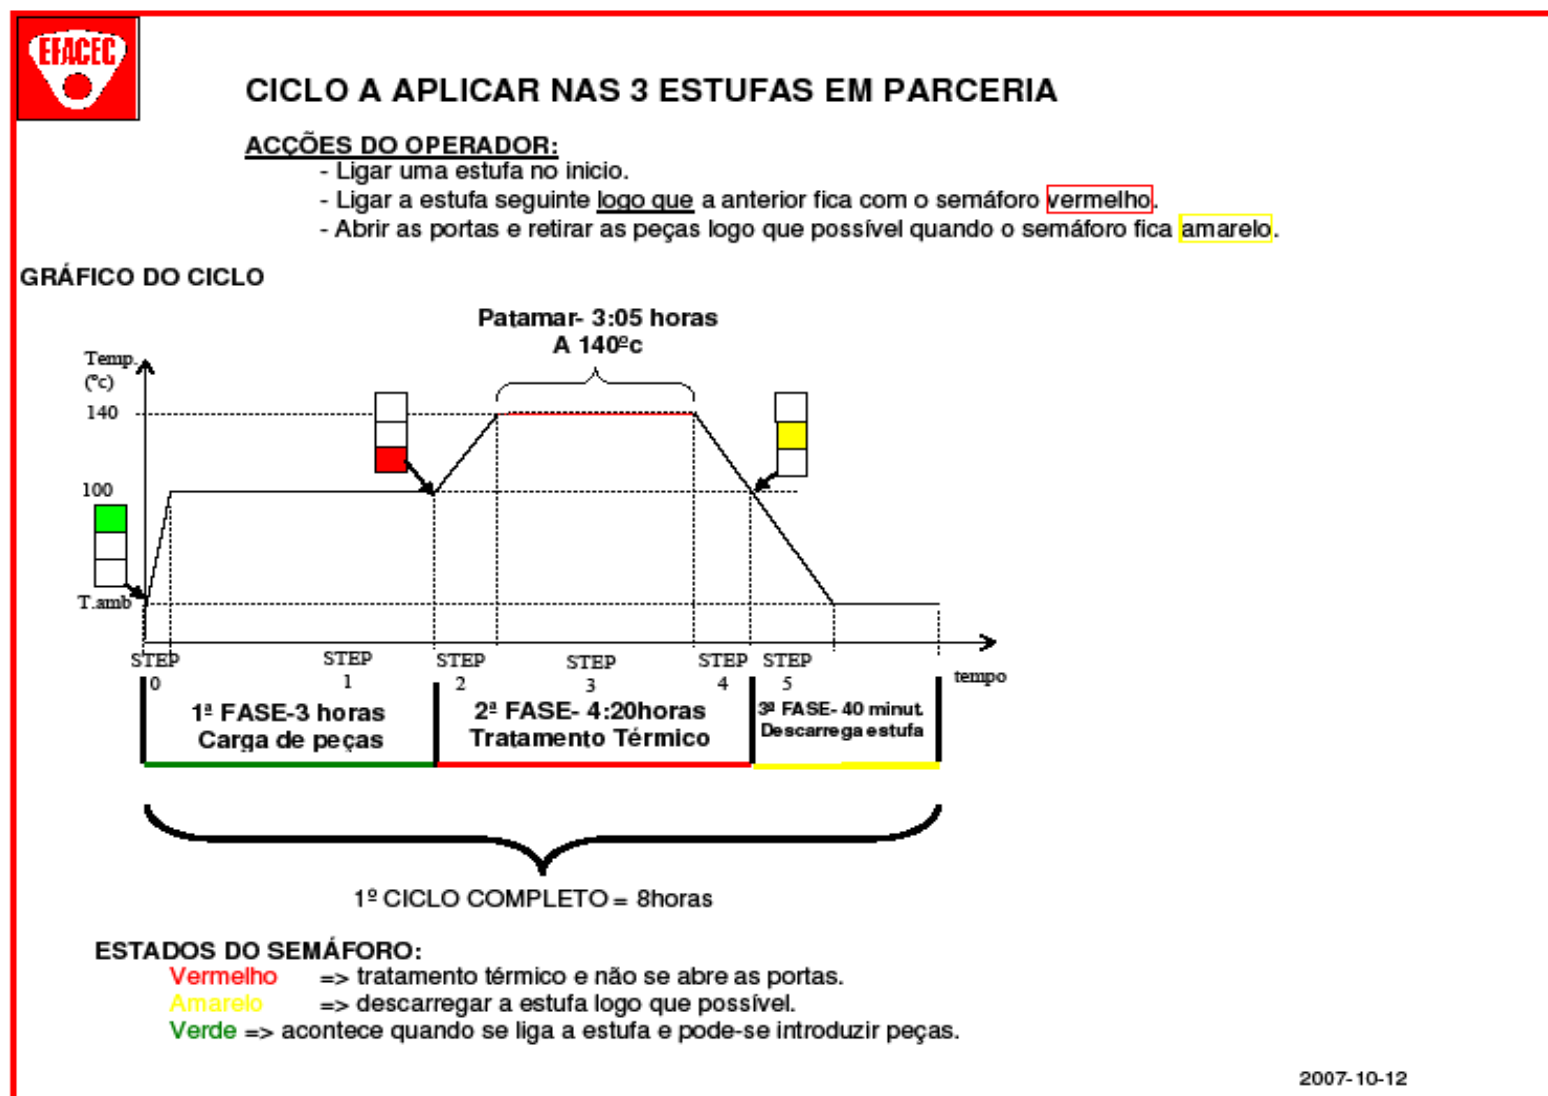 EFACEC
CICLO A APLICAR NAS 3 ESTUFAS EM PARCERIA
ACÇÕES DO OPERADOR:
- Ligar uma estufa no inicio.
- Ligar a estufa seguinte logo que a anterior fica com o semáforo vermelho.
- Abrir as portas e retirar as peças logo que possível quando o semáforo fica amarelo.
GRÁFICO DO CICLO
Patamar- 3:05 horas
A 140ºc
Temp.
(ºc)
140
100
T.amb
STEP 0
STEP 1
STEP 2
STEP 3
STEP 4
STEP 5
tempo
1ª FASE-3 horas
Carga de peças
2ª FASE- 4:20horas
Tratamento Térmico
3ª FASE- 40 minut.
Descarrega estufa
1º CICLO COMPLETO = 8horas
ESTADOS DO SEMÁFORO:
Vermelho => tratamento térmico e não se abre as portas.
Amarelo => descarregar a estufa logo que possível.
Verde => acontece quando se liga a estufa e pode-se introduzir peças.
2007-10-12